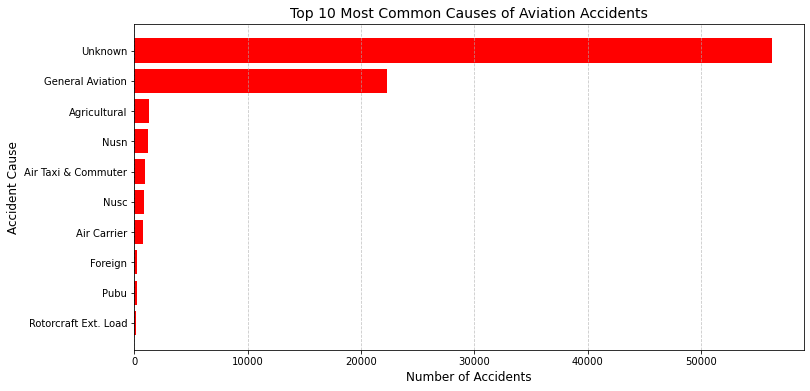 Top 10 Most Common Causes of Aviation Accidents
Accident Cause
Unknown
General Aviation
Agricultural
Nusn
Air Taxi & Commuter
Nusc
Air Carrier
Foreign
Pubu
Rotorcraft Ext. Load
0 10000 20000 30000 40000 50000
Number of Accidents